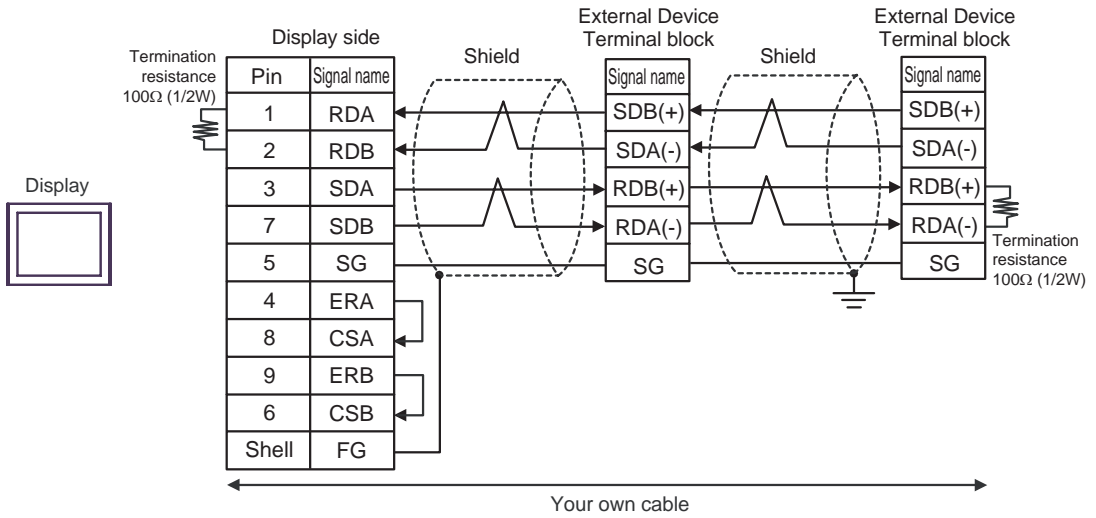 Display
Termination
resistance
100Ω (1/2W)
Display side
Pin Signal name
1 RDA
2 RDB
3 SDA
7 SDB
5 SG
4 ERA
8 CSA
9 ERB
6 CSB
Shell FG
Shield
External Device
Terminal block
Signal name
SDB(+)
SDA(-)
RDB(+)
RDA(-)
SG
Shield
External Device
Terminal block
Signal name
SDB(+)
SDA(-)
RDB(+)
RDA(-)
SG
Termination
resistance
100Ω (1/2W)
Your own cable